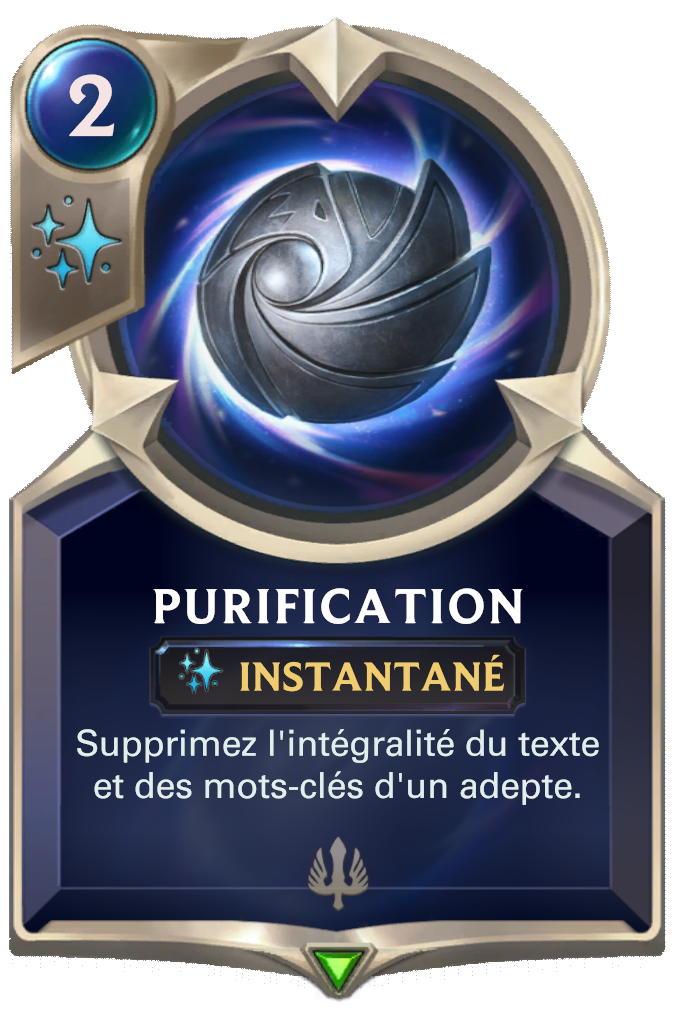 2
PURIFICATION
INSTANTANÉ
Supprimez l'intégralité du texte
et des mots-clés d'un adepte.